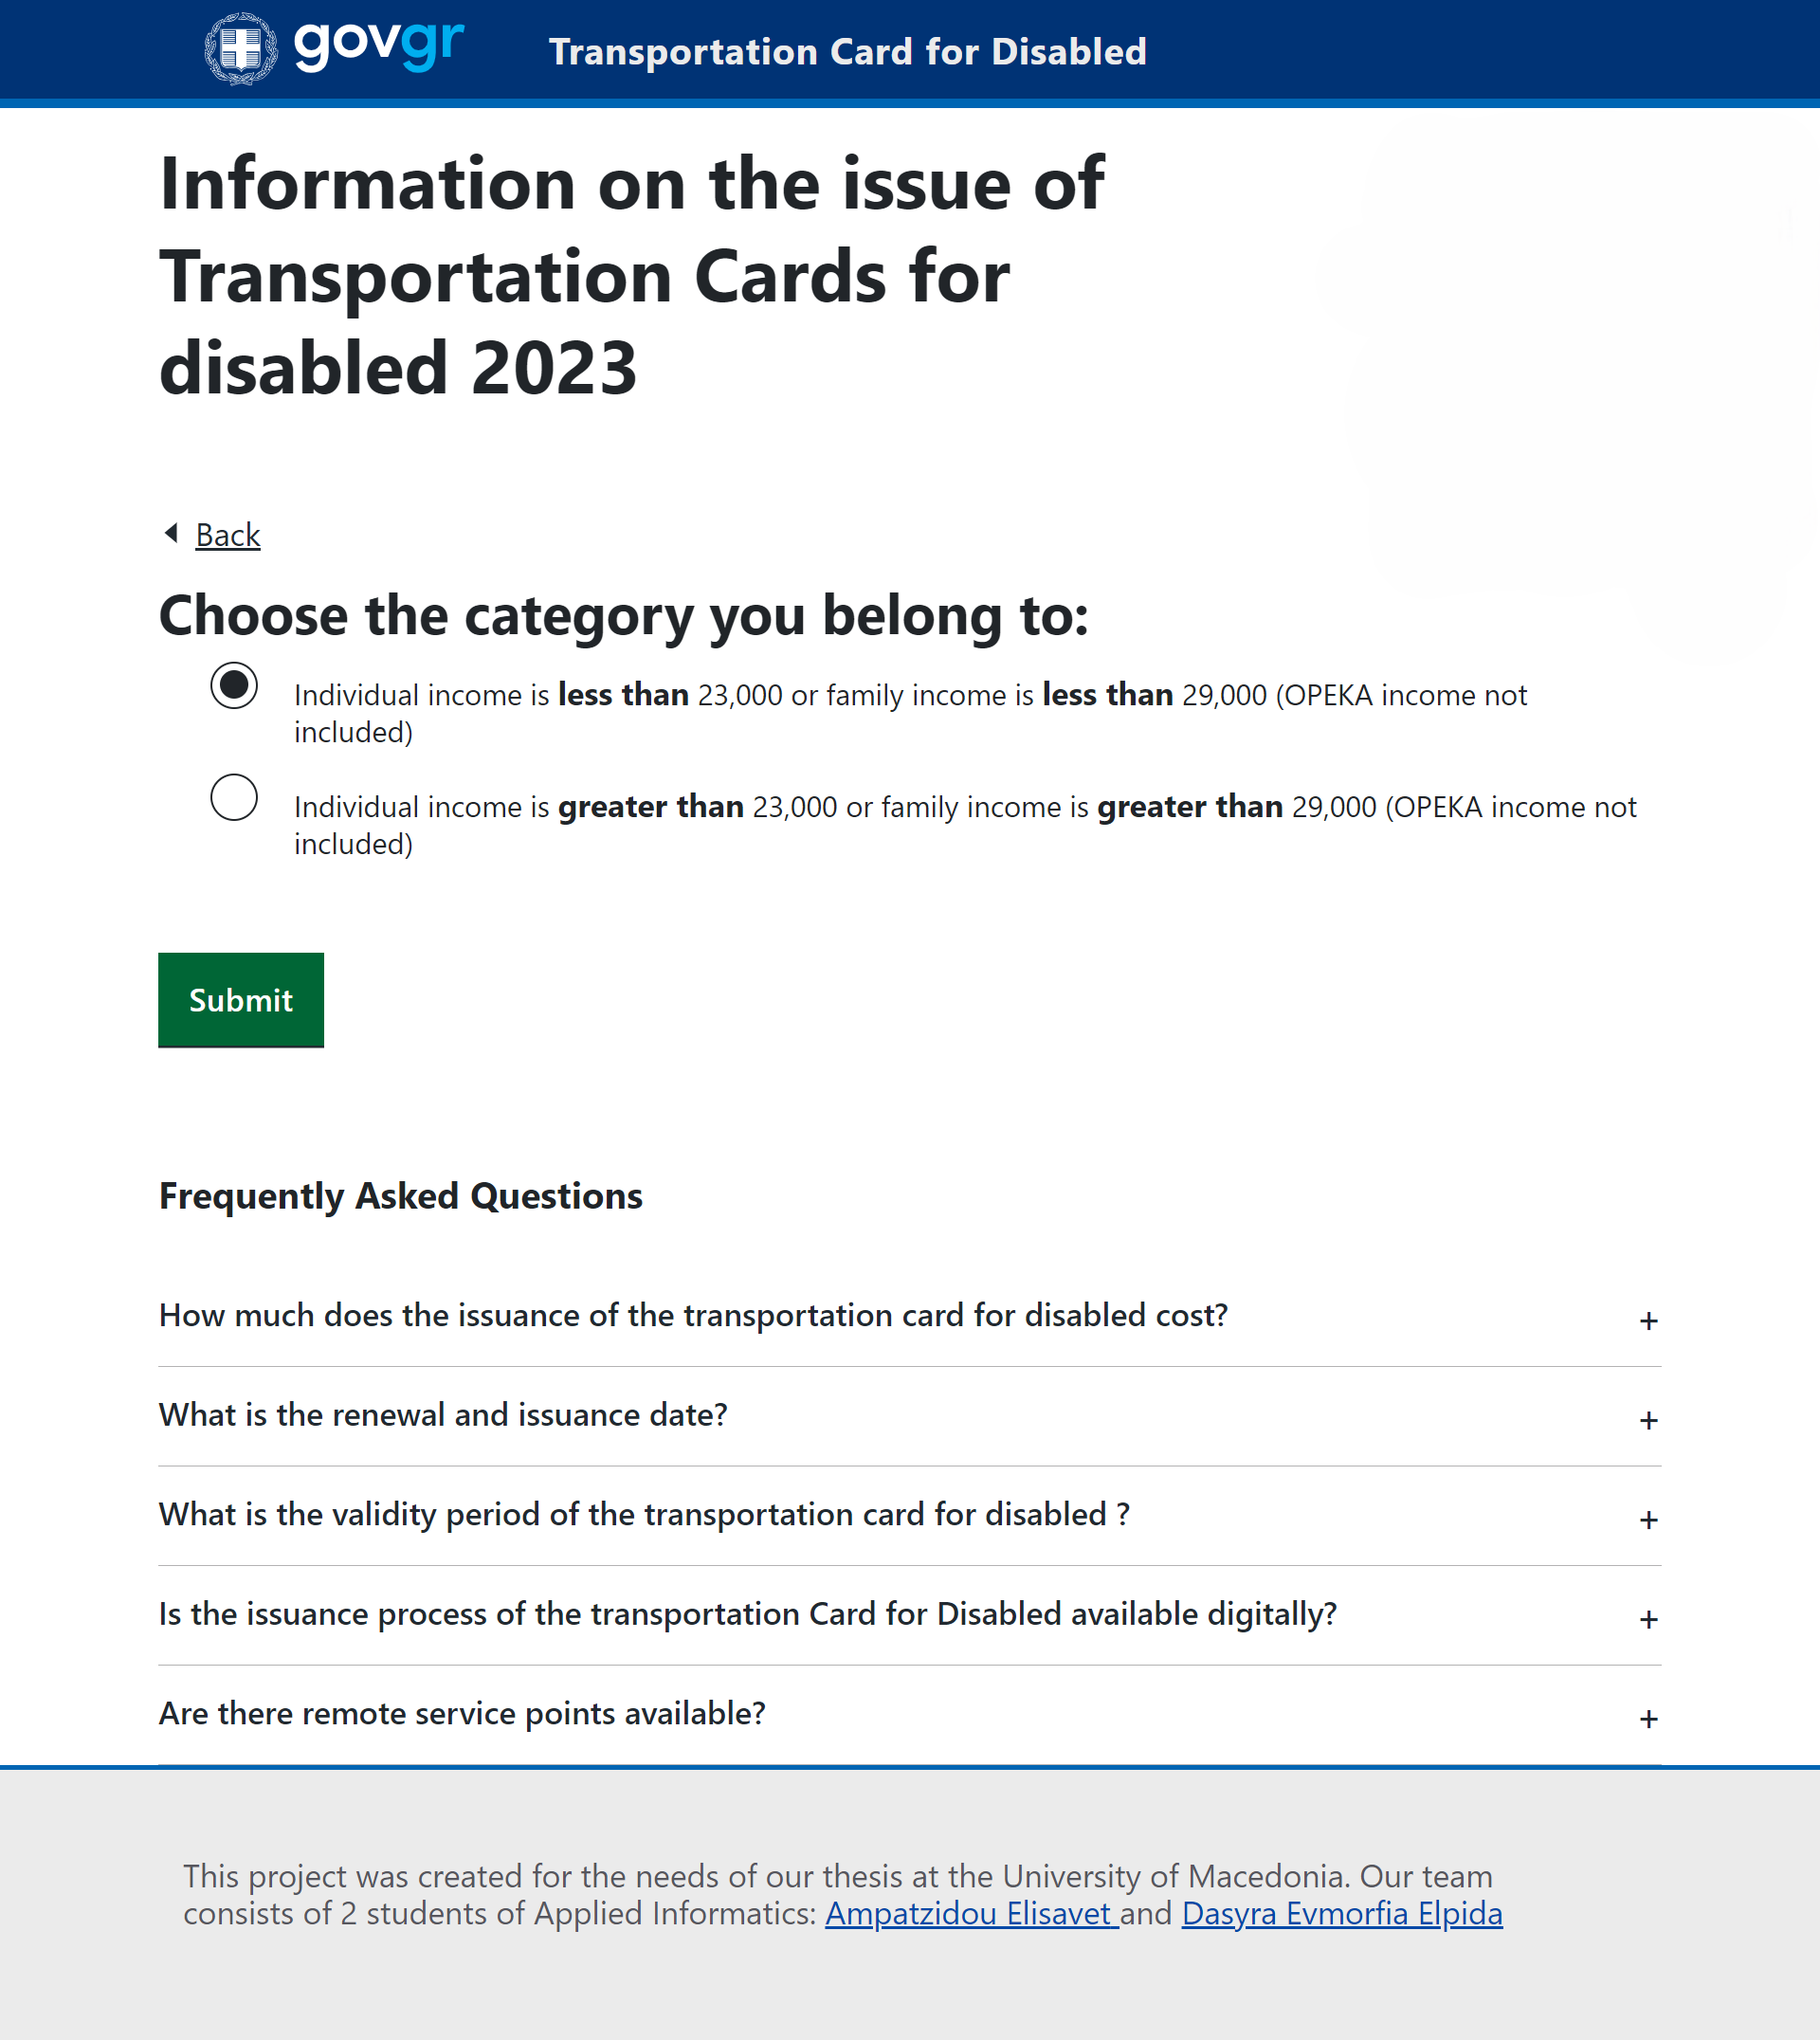 govgr
Transportation Card for Disabled
Information on the issue of
Transportation Cards for
disabled 2023
Back
Choose the category you belong to:
Individual income is less than 23,000 or family income is less than 29,000 (OPEKA income not
included)
Individual income is greater than 23,000 or family income is greater than 29,000 (OPEKA income not
included)
Submit
Frequently Asked Questions
How much does the issuance of the transportation card for disabled cost?
+
What is the renewal and issuance date?
+
What is the validity period of the transportation card for disabled ?
+
Is the issuance process of the transportation Card for Disabled available digitally?
+
Are there remote service points available?
+
This project was created for the needs of our thesis at the University of Macedonia. Our team
consists of 2 students of Applied Informatics: Ampatzidou Elisavet and Dasyra Evmorfia Elpida